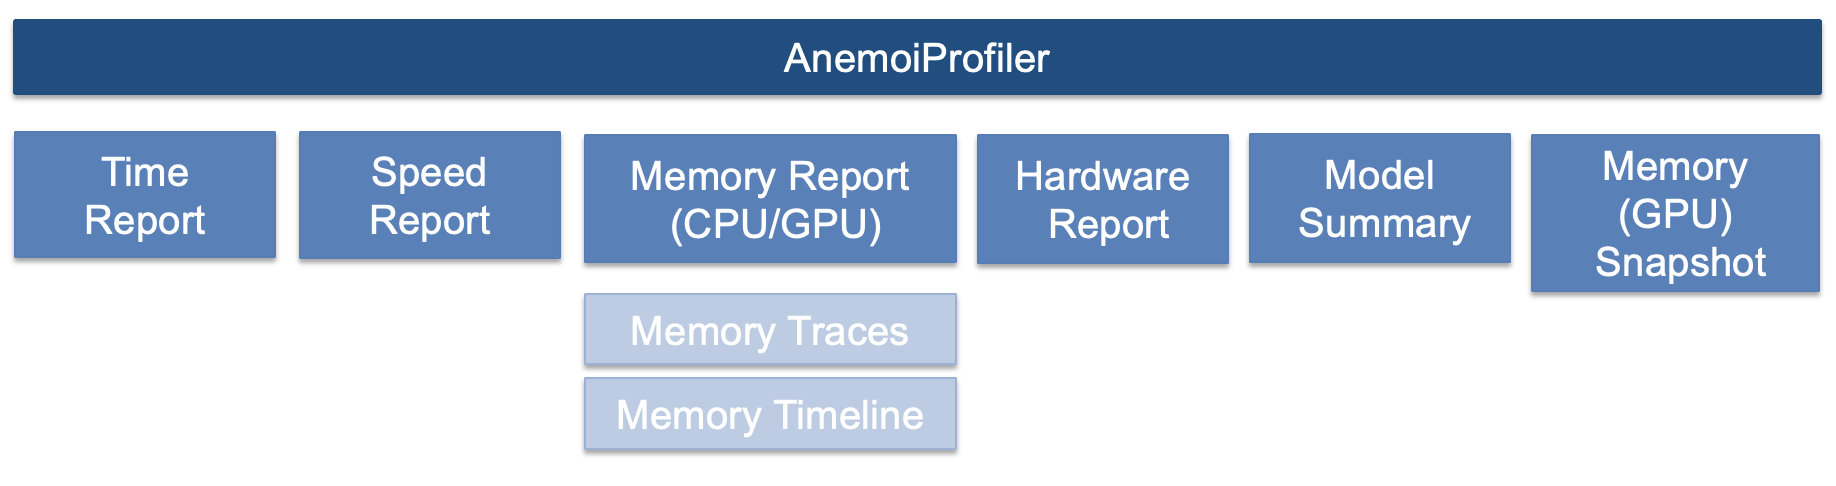 AnemoiProfiler
Time
Report
Speed
Report
Memory Report
(CPU/GPU)
Hardware
Report
Model
Summary
Memory
(GPU)
Snapshot
Memory Traces
Memory Timeline